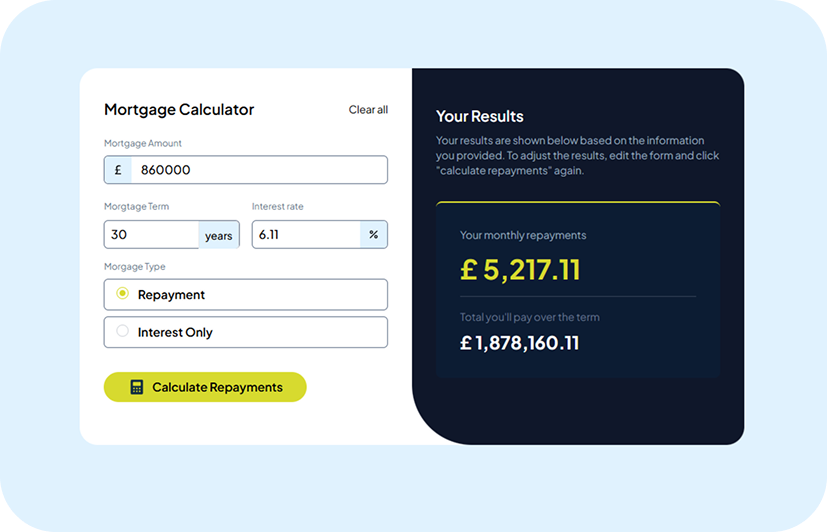 Mortgage Calculator
Clear all
Mortgage Amount
£ 860000
Morgtage Term
30 years
Interest rate
6.11 %
Morgage Type
Repayment
Interest Only
Calculate Repayments
Your Results
Your results are shown below based on the information
you provided. To adjust the results, edit the form and click
"calculate repayments" again.
Your monthly repayments
£ 5,217.11
Total you'll pay over the term
£ 1,878,160.11